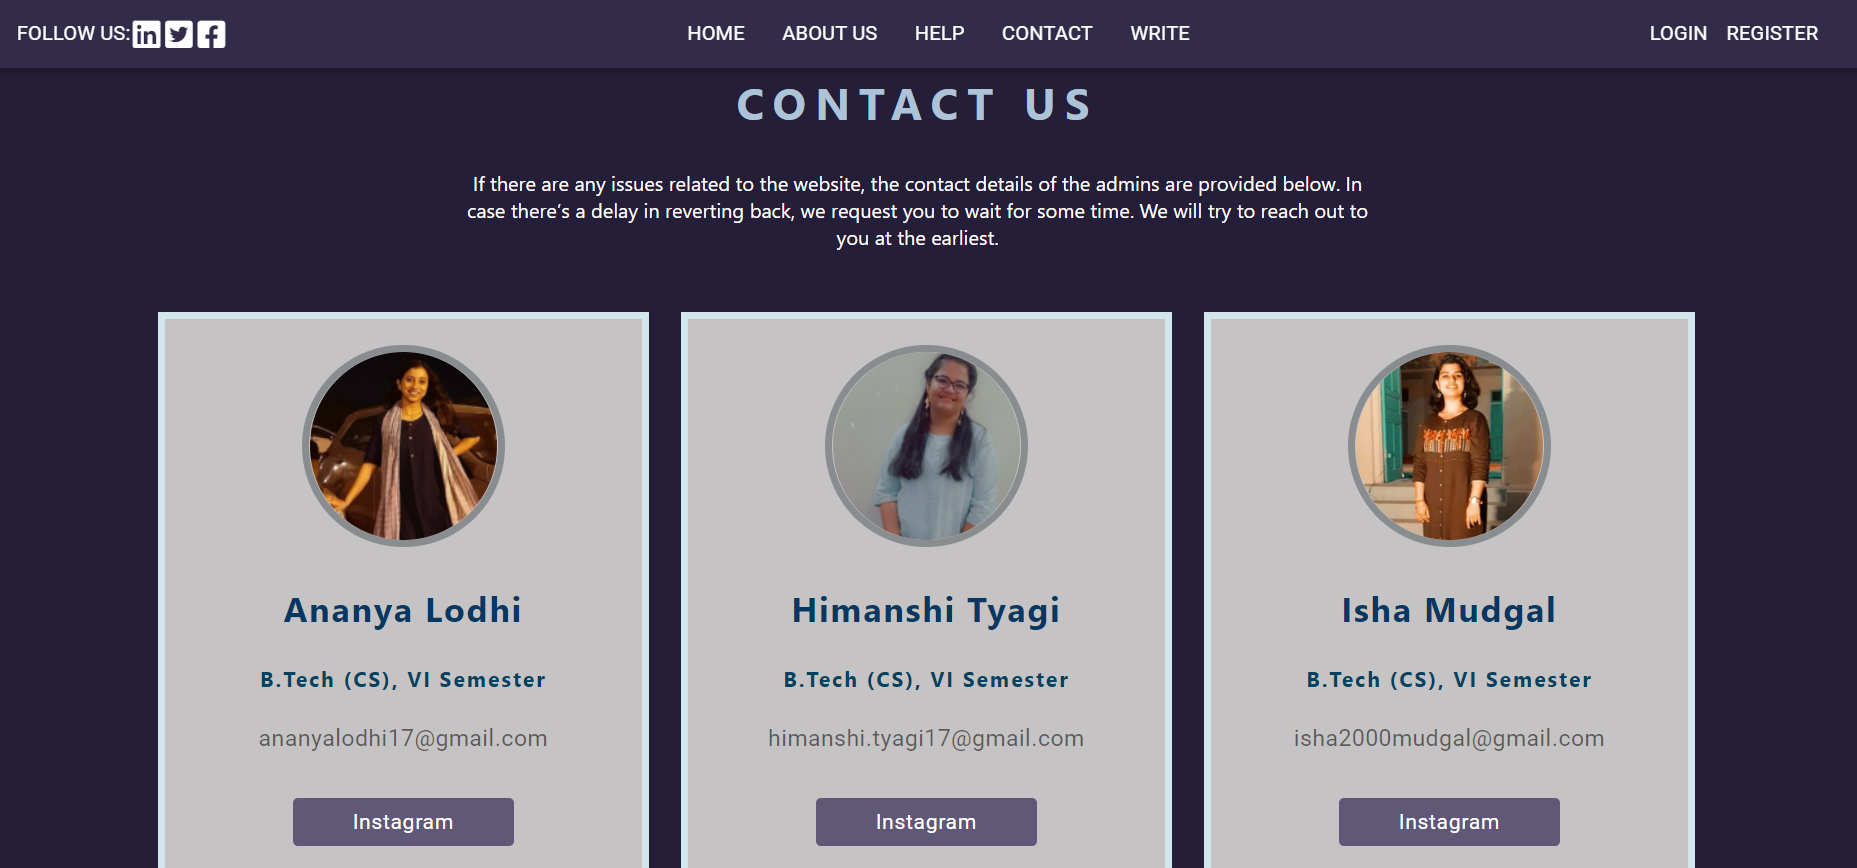 FOLLOW US:
HOME ABOUT US HELP CONTACT WRITE
LOGIN REGISTER
CONTACT US
If there are any issues related to the website, the contact details of the admins are provided below. In
case there's a delay in reverting back, we request you to wait for some time. We will try to reach out to
you at the earliest.
Ananya Lodhi
B.Tech (CS), VI Semester
ananyalodhi17@gmail.com
Instagram
Himanshi Tyagi
B.Tech (CS), VI Semester
himanshi.tyagi17@gmail.com
Instagram
Isha Mudgal
B.Tech (CS), VI Semester
isha2000mudgal@gmail.com
Instagram